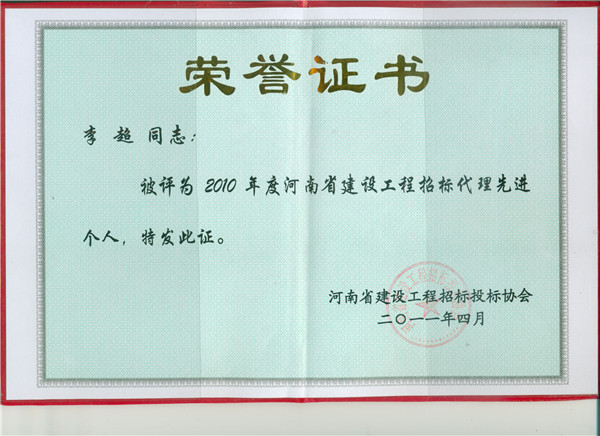 荣誉证书
李 超 同志：
被评为 2010 年度河南省建设工程招标代理先进
个人，特发此证。
河南省建设工程招标投标协会
二〇一一年四月